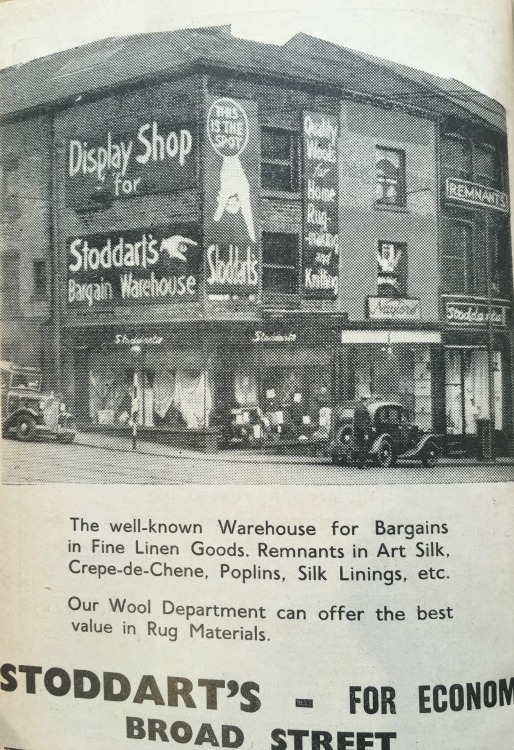 THIS
IS THE
SPOT
Stoddart's
Display Shop
for
Stoddart's
Bargain Warehouse
Quality
Wools
for
Home
Rug
-making
and
Knitting
REMNANTS
Stoddarts
Stoddarts
Stoddarts
The well-known Warehouse for Bargains
in Fine Linen Goods. Remnants in Art Silk,
Crepe-de-Chene, Poplins, Silk Linings, etc.
Our Wool Department can offer the best
value in Rug Materials.
STODDART'S - FOR ECONOM
BROAD STREET